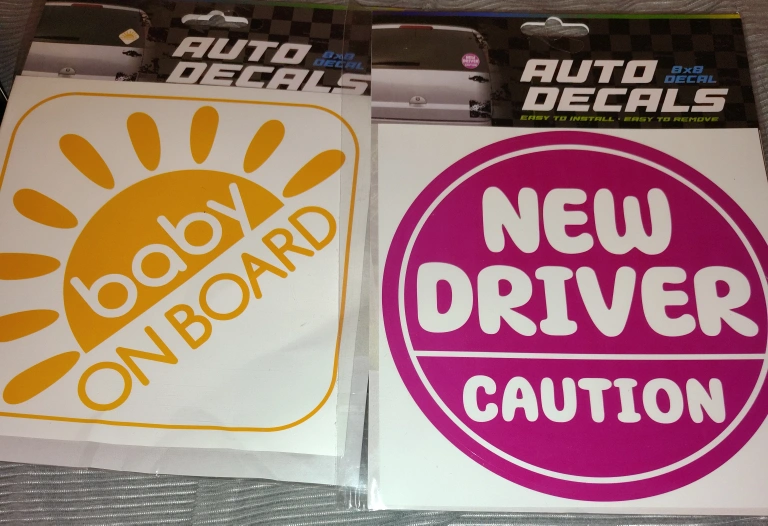 AUTO
8x8
DECAL
DECALS
baby
ON BOARD
AUTO
8x8
DECAL
DECALS
EASY TO INSTALL · EASY TO REMOVE
NEW
DRIVER
CAUTION